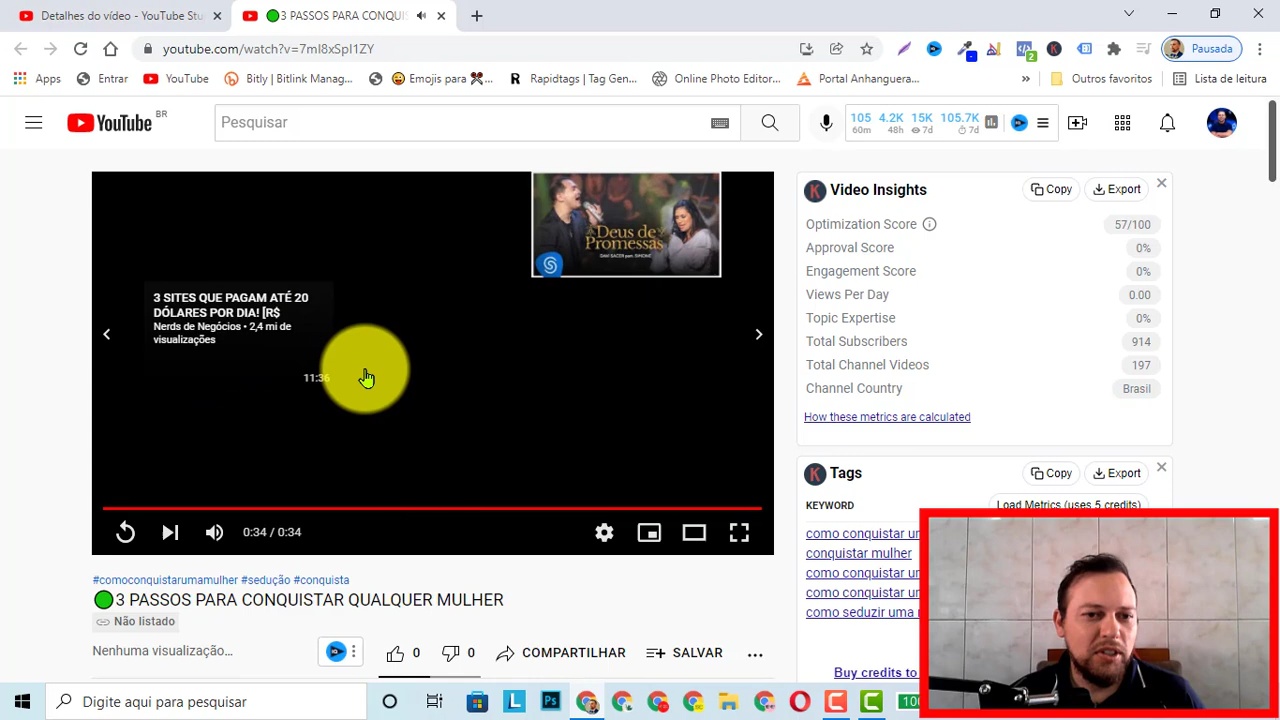 Detalhes do vídeo - YouTube Stu
3 PASSOS PARA CONQUIS
youtube.com/watch?v=7mI8xSpI1ZY
Pausada
Apps
Entrar
YouTube
Bitly | Bitlink Manag...
Emojis para
Rapidtags | Tag Gen...
Online Photo Editor...
Portal Anhanguera...
»
Outros favoritos
Lista de leitura
YouTube BR
Pesquisar
105 4.2K 15K 105.7K
60m 48h 7d 7d
Deus de
Promessas
DAVI SACER part. SIMONE
3 SITES QUE PAGAM ATÉ 20
DÓLARES POR DIA! [R$
Nerds de Negócios • 2,4 mi de
visualizações
11:36
0:34 / 0:34
#comoconquistarumamulher #sedução #conquista
3 PASSOS PARA CONQUISTAR QUALQUER MULHER
Não listado
Nenhuma visualização...
0
0
COMPARTILHAR
SALVAR
K
Video Insights
Copy
Export
Optimization Score 57/100
Approval Score 0%
Engagement Score 0%
Views Per Day 0.00
Topic Expertise 0%
Total Subscribers 914
Total Channel Videos 197
Channel Country Brasil
How these metrics are calculated
K
Tags
Copy
Export
KEYWORD
Load Metrics (uses 5 credits)
como conquistar
conquistar mulher
como conquistar
como conquistar
como seduzir uma
Buy credits to
Digite aqui para pesquisar
L
Ps